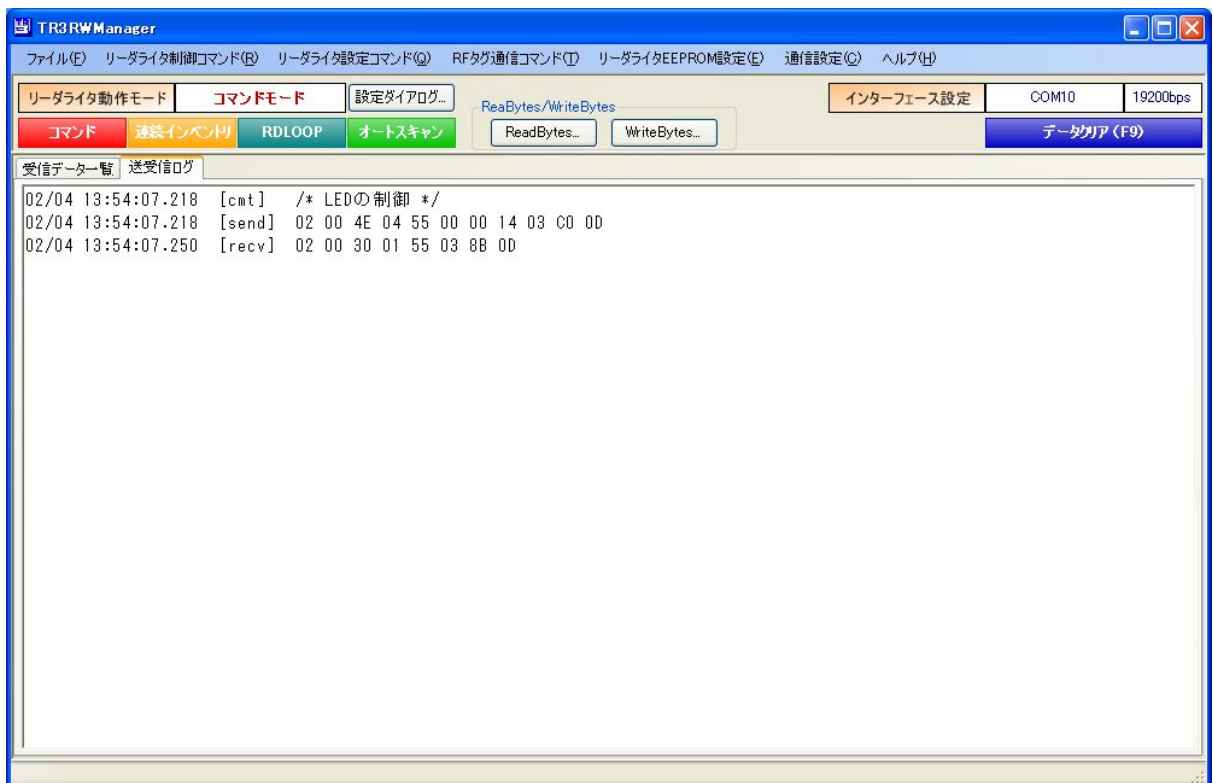 TR3RWManager
ファイル(F) リーダライタ制御コマンド(R) リーダライタ設定コマンド(Q) RFタグ通信コマンド(T) リーダライタEEPROM設定(E) 通信設定(C) ヘルプ(H)
リーダライタ動作モード コマンドモード 設定ダイアログ... ReaBytes/WriteBytes インターフェース設定 COM10 19200bps
コマンド 連続インベントリ RDLOOP オートスキャン ReadBytes... WriteBytes... データクリア(F9)
受信データ一覧 送受信ログ
02/04 13:54:07.218 [cmt] /* LEDの制御 */
02/04 13:54:07.218 [send] 02 00 4E 04 55 00 00 14 03 C0 0D
02/04 13:54:07.250 [recv] 02 00 30 01 55 03 8B 0D